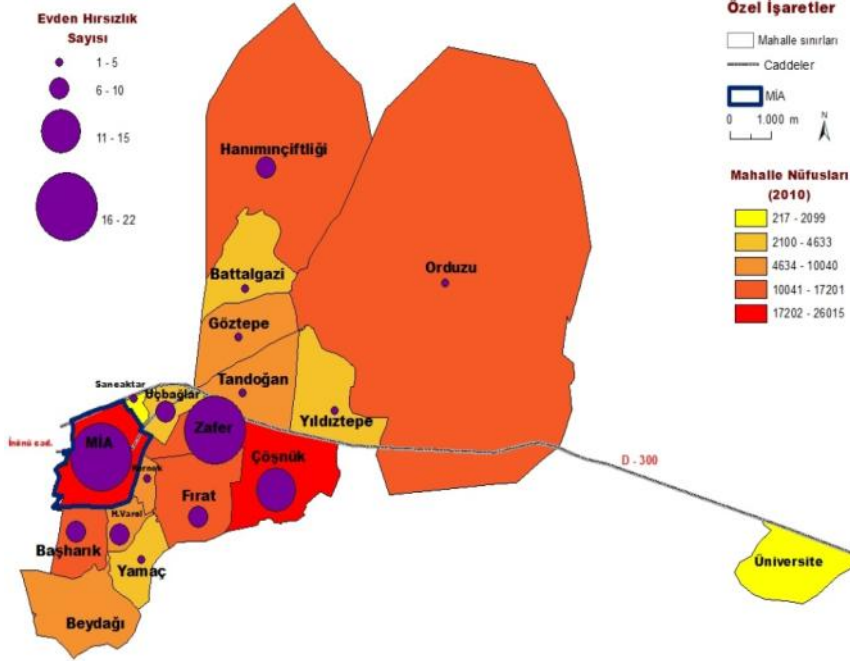 Evden Hırsızlık
Sayısı
1 - 5
6 - 10
11 - 15
16 - 22
Özel İşaretler
Mahalle sınırları
Caddeler
MİA
0 1.000 m
N
Mahalle Nüfusları
(2010)
217 - 2099
2100 - 4633
4634 - 10040
10041 - 17201
17202 - 26015
Hanımınçiftliği
Battalgazi
Orduzu
Göztepe
Tandoğan
Sancaktar
Üçbağlar
Yıldıztepe
Zafer
İnönü cad.
MİA
Çöşnük
D - 300
Fırat
H.Varol
Başharık
Yamaç
Üniversite
Beydağı